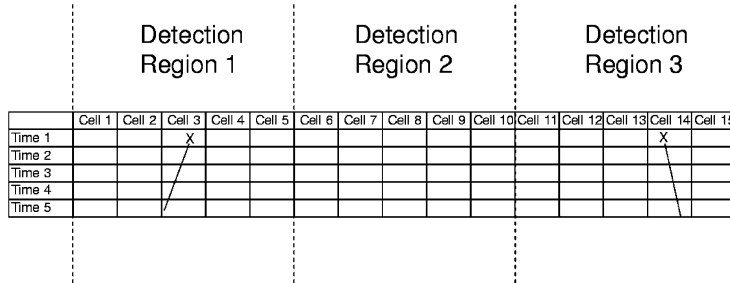 Detection Region 1
Detection Region 2
Detection Region 3
Cell 1 Cell 2 Cell 3 Cell 4 Cell 5 Cell 6 Cell 7 Cell 8 Cell 9 Cell 10 Cell 11 Cell 12 Cell 13 Cell 14 Cell 15
Time 1 X X
Time 2
Time 3
Time 4
Time 5